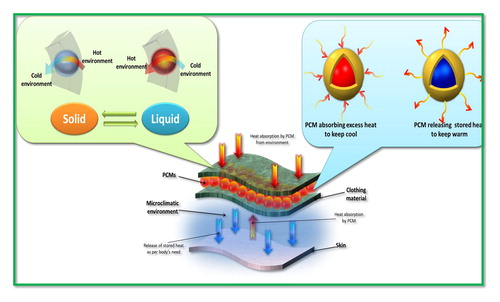 Hot
environment
Cold
environment
Hot
environment
Cold
environment
Solid
Liquid
PCM absorbing excess heat
to keep cool
PCM releasing stored hea
to keep warm
Heat absorption by PCM
from environment
PCMs
Clothing
material
Microclimatic
environment
Heat absorption
by PCM
Release of stored heat
as per body's need
Skin